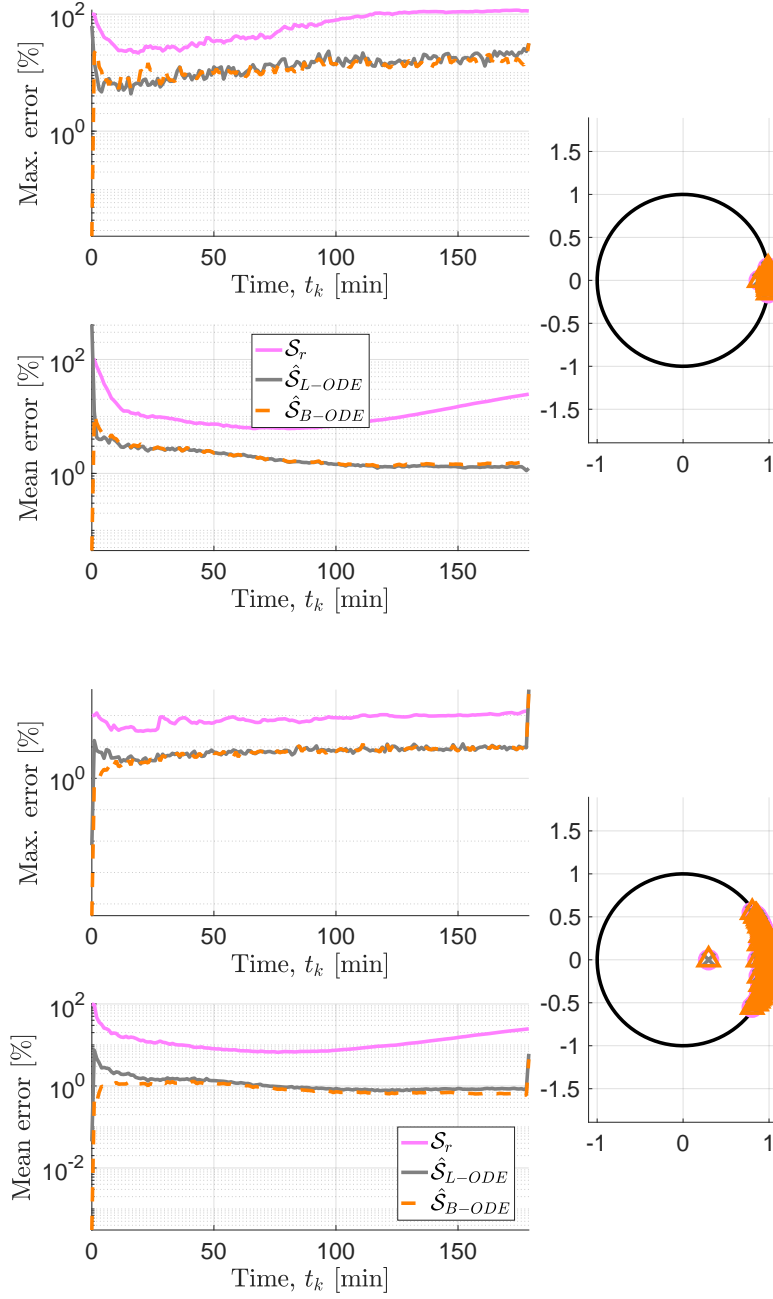 10^2
10^0
Max. error [%]
0 50 100 150
Time, t_k [min]
1.5
1
0.5
0
-0.5
-1
-1.5
-1 0 1
10^2
10^0
Mean error [%]
S_r
Ŝ_{L-ODE}
Ŝ_{B-ODE}
0 50 100 150
Time, t_k [min]
10^0
Max. error [%]
0 50 100 150
Time, t_k [min]
1.5
1
0.5
0
-0.5
-1
-1.5
-1 0 1
10^2
10^0
10^{-2}
Mean error [%]
S_r
Ŝ_{L-ODE}
Ŝ_{B-ODE}
0 50 100 150
Time, t_k [min]